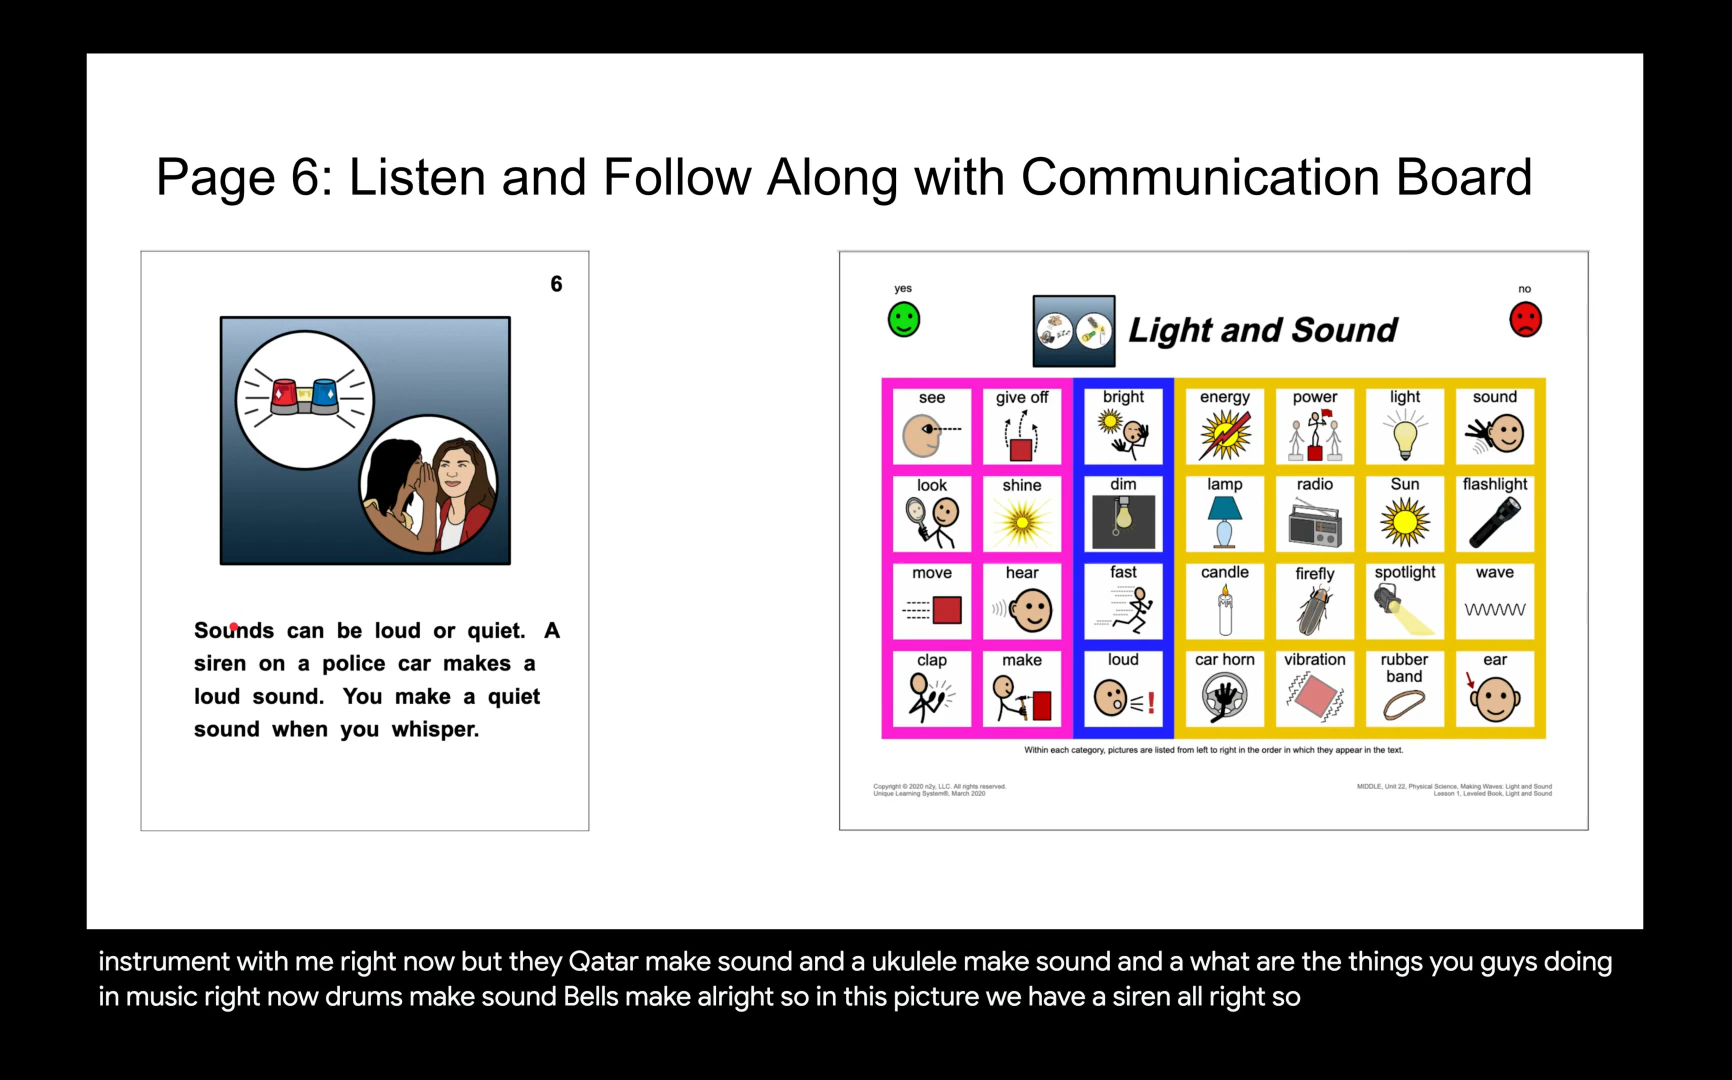 Page 6: Listen and Follow Along with Communication Board
6
Sounds can be loud or quiet. A
siren on a police car makes a
loud sound. You make a quiet
sound when you whisper.
yes
Light and Sound
no
see give off bright energy power light sound
look shine dim lamp radio Sun flashlight
move hear fast candle firefly spotlight wave
clap make loud car horn vibration rubber band ear
Within each category, pictures are listed from left to right in the order in which they appear in the text.
Copyright © 2020 n2y, LLC. All rights reserved.
Unique Learning System®, March 2020
MIDDLE, Unit 22, Physical Science, Making Waves: Light and Sound
Lesson 1, Leveled Book, Light and Sound
instrument with me right now but they Qatar make sound and a ukulele make sound and a what are the things you guys doing
in music right now drums make sound Bells make alright so in this picture we have a siren all right so